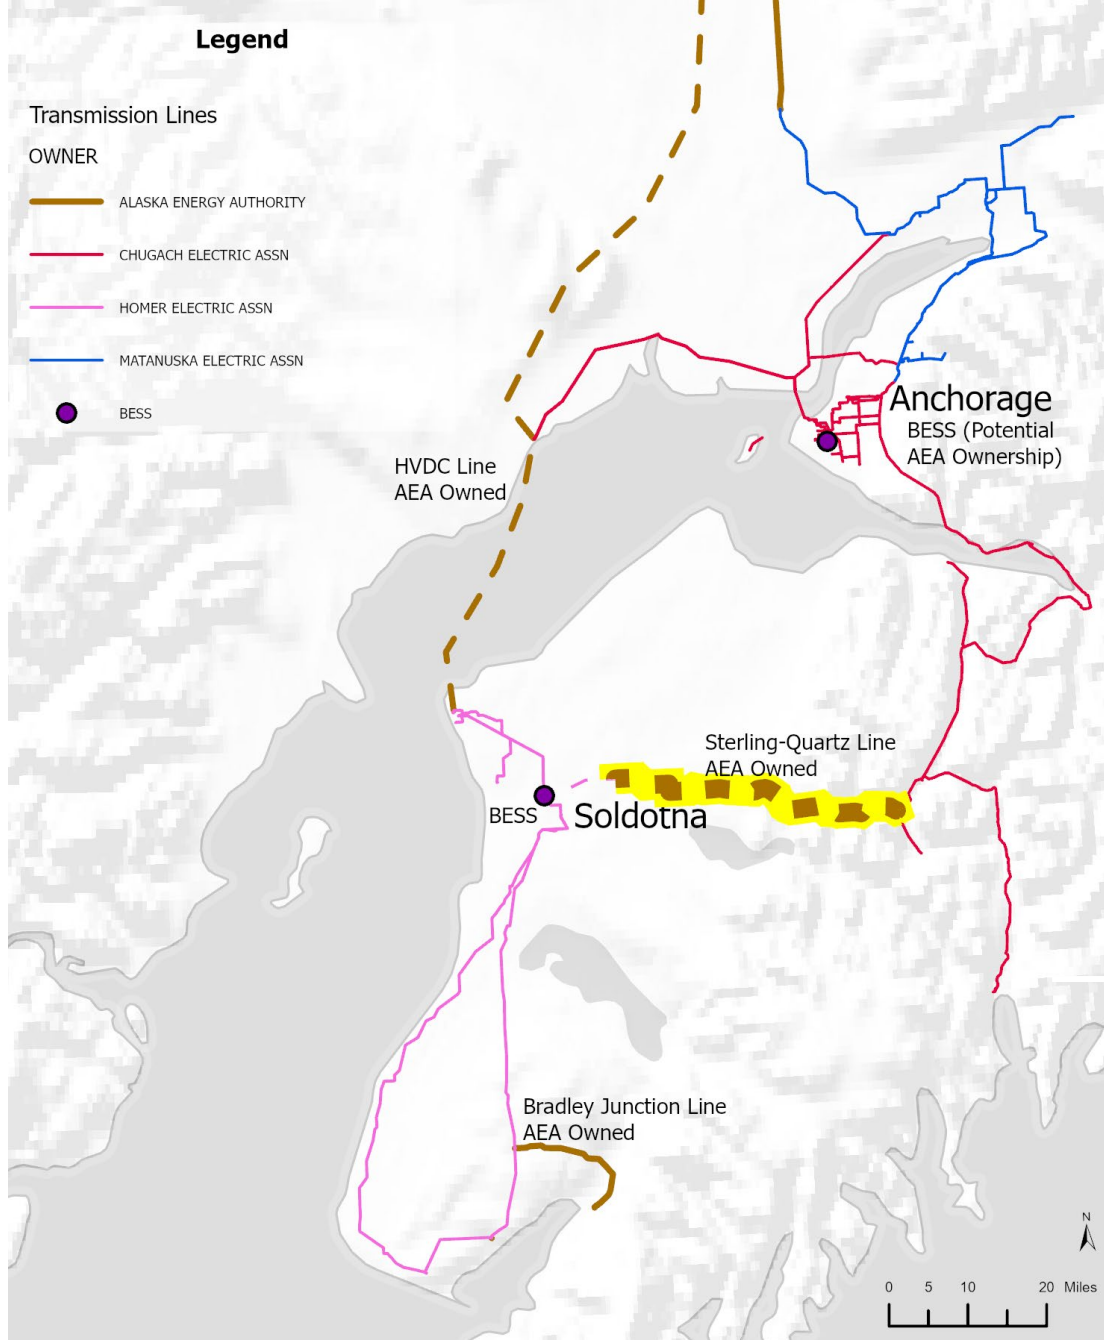 Legend
Transmission Lines
OWNER
ALASKA ENERGY AUTHORITY
CHUGACH ELECTRIC ASSN
HOMER ELECTRIC ASSN
MATANUSKA ELECTRIC ASSN
BESS
Anchorage
BESS (Potential
AEA Ownership)
HVDC Line
AEA Owned
Sterling-Quartz Line
AEA Owned
BESS
Soldotna
Bradley Junction Line
AEA Owned
N
0 5 10 20 Miles